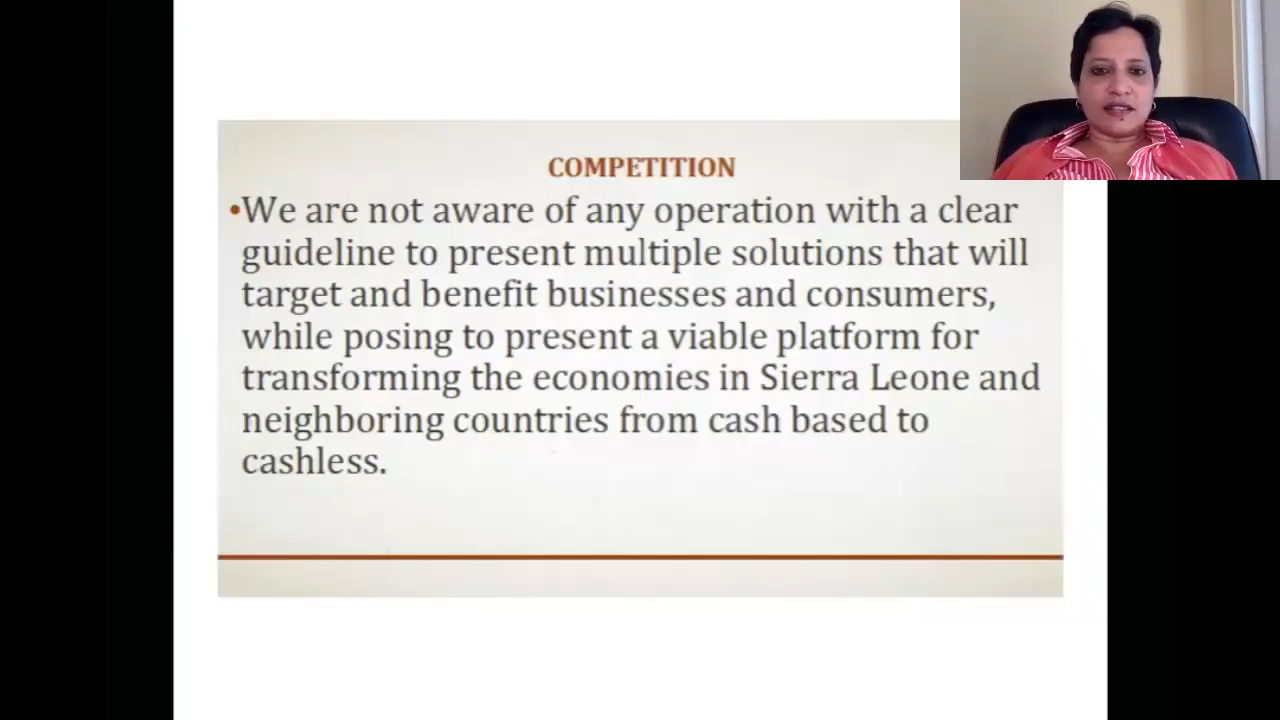 COMPETITION
•We are not aware of any operation with a clear
guideline to present multiple solutions that will
target and benefit businesses and consumers,
while posing to present a viable platform for
transforming the economies in Sierra Leone and
neighboring countries from cash based to
cashless.